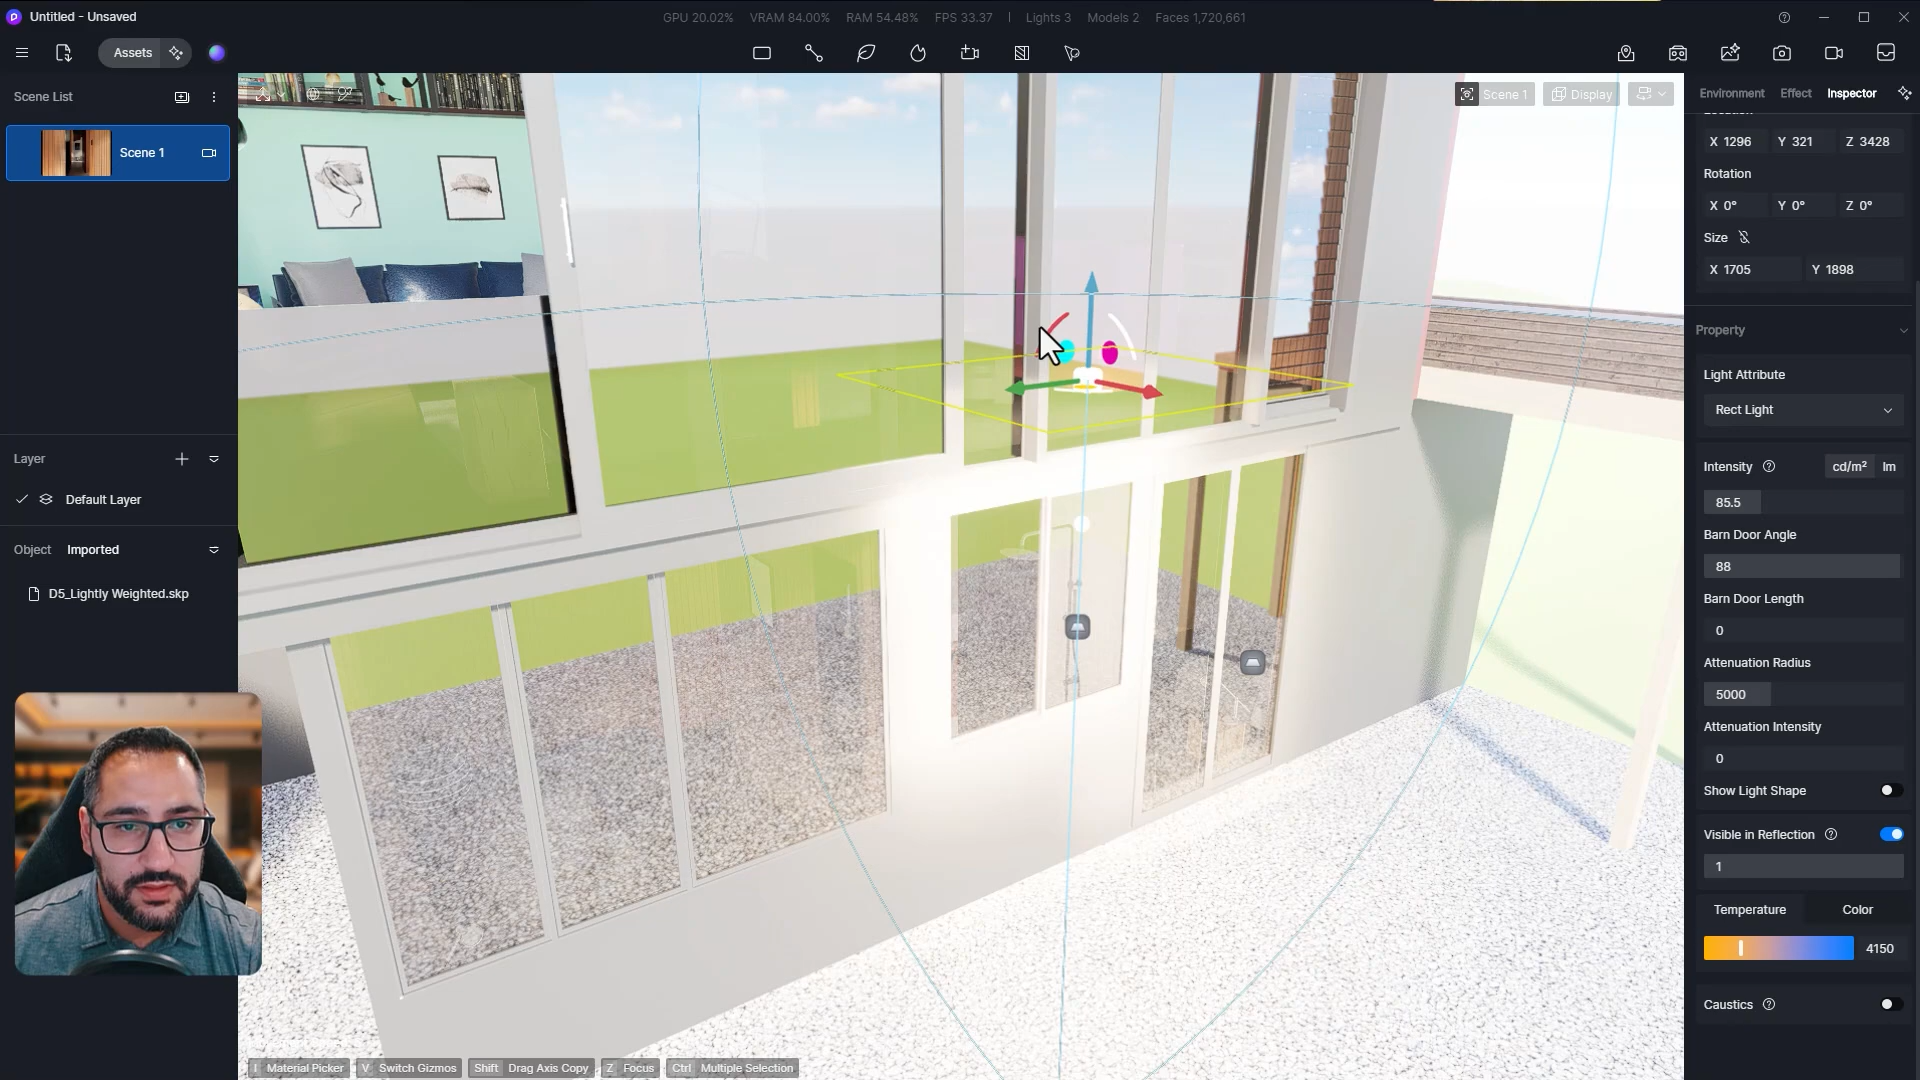 Untitled - Unsaved
GPU 20.02% VRAM 84.00% RAM 54.48% FPS 33.37 | Lights 3 Models 2 Faces 1,720,661
Assets
Scene List
Scene 1
Layer
Default Layer
Object Imported
D5_Lightly Weighted.skp
Scene 1 Display
I Material Picker V Switch Gizmos Shift Drag Axis Copy Z Focus Ctrl Multiple Selection
Environment Effect Inspector
X 1296 Y 321 Z 3428
Rotation
X 0° Y 0° Z 0°
Size
X 1705 Y 1898
Property
Light Attribute
Rect Light
Intensity cd/m² lm
85.5
Barn Door Angle
88
Barn Door Length
0
Attenuation Radius
5000
Attenuation Intensity
0
Show Light Shape
Visible in Reflection
1
Temperature Color
4150
Caustics